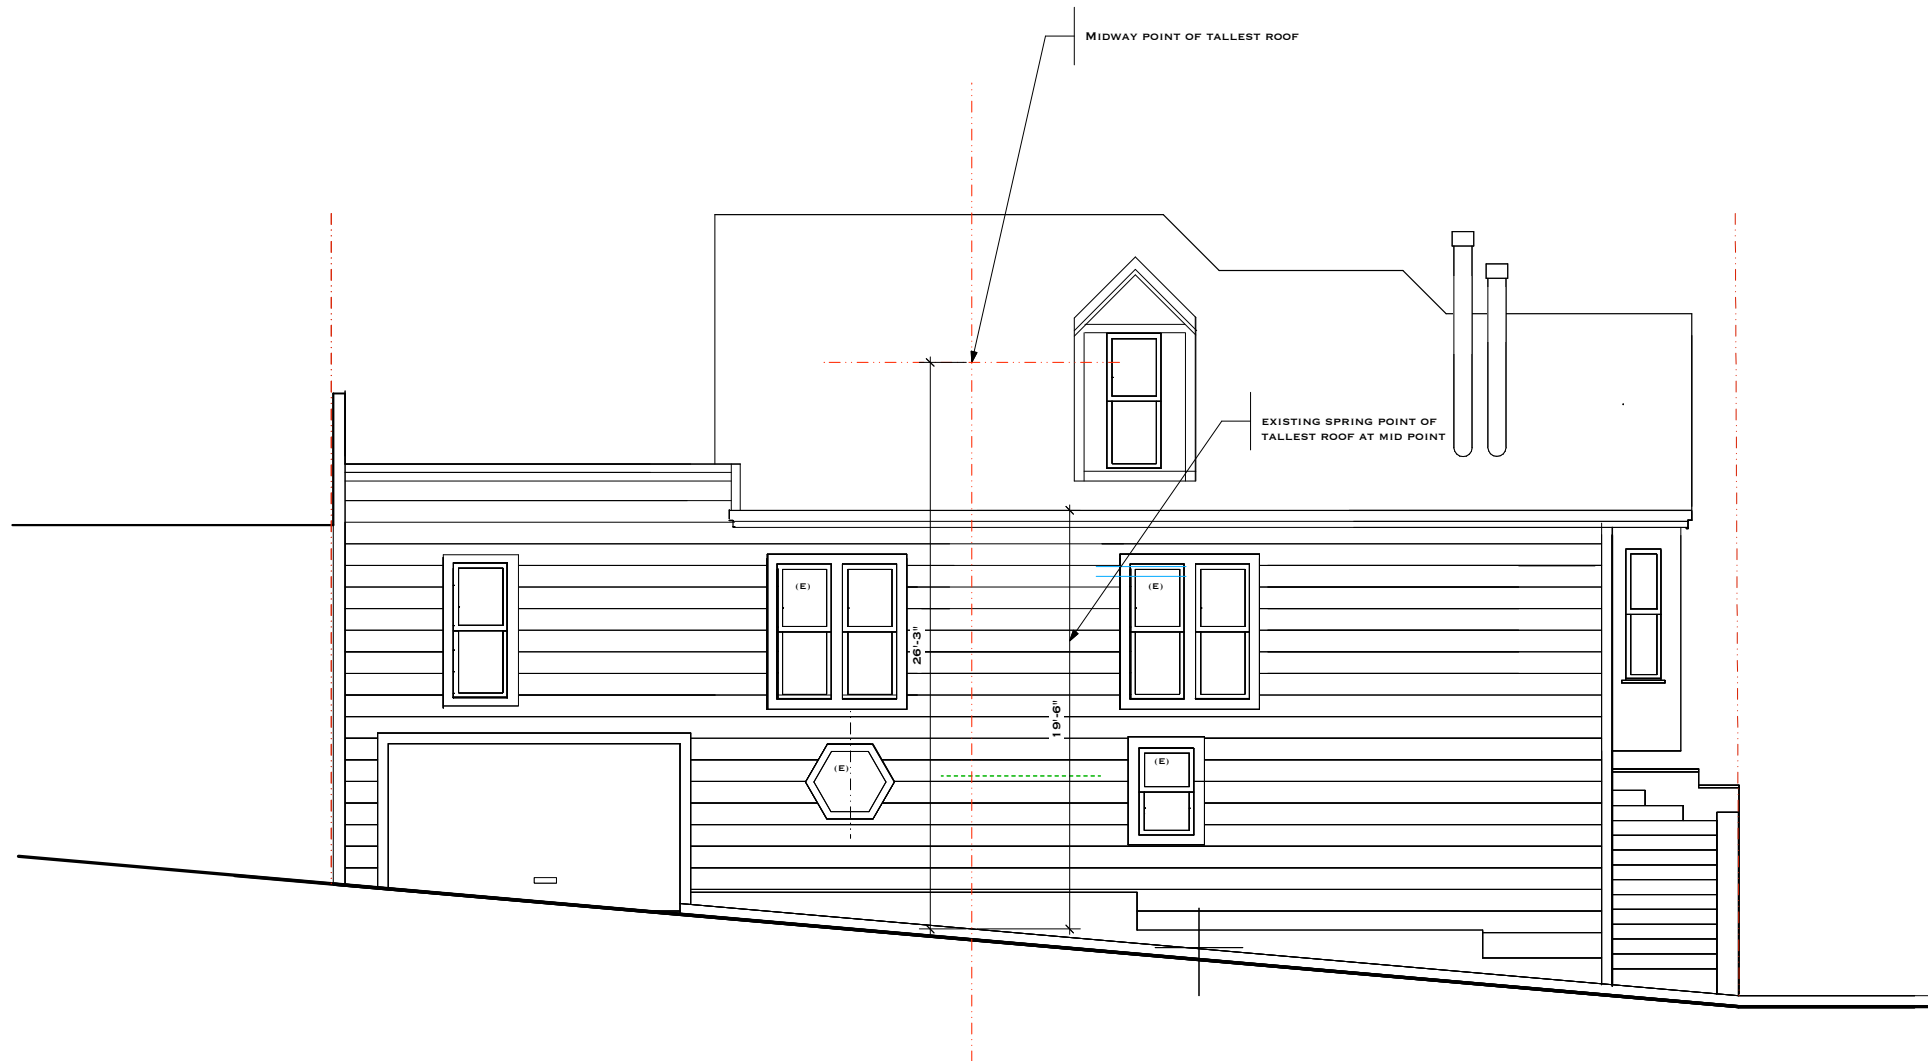 MIDWAY POINT OF TALLEST ROOF
EXISTING SPRING POINT OF
TALLEST ROOF AT MID POINT
(E)
(E)
26'-3"
19'-6"
(E)
(E)